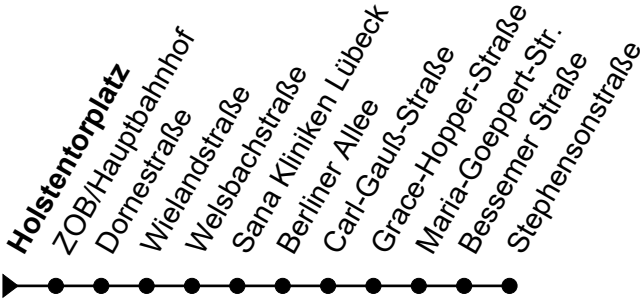 Holstentorplatz
ZOB/Hauptbahnhof
Dornestraße
Wielandstraße
Welsbachstraße
Sana Kliniken Lübeck
Berliner Allee
Carl-Gauß-Straße
Grace-Hopper-Straße
Maria-Goeppert-Str.
Bessemer Straße
Stephensonstraße